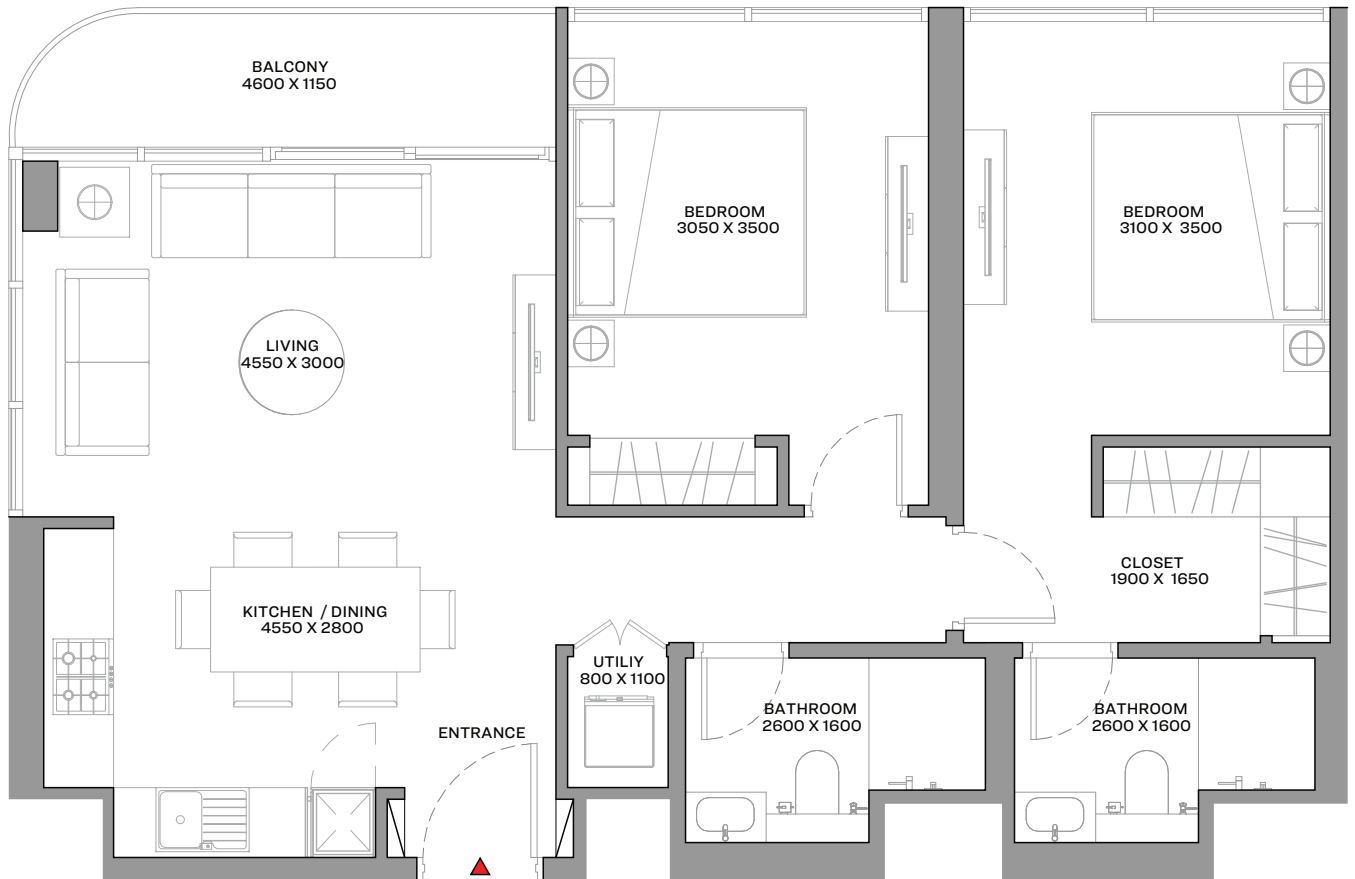 BALCONY
4600 X 1150
BEDROOM
3050 X 3500
BEDROOM
3100 X 3500
LIVING
4550 X 3000
CLOSET
1900 X 1650
KITCHEN / DINING
4550 X 2800
UTILIY
800 X 1100
BATHROOM
2600 X 1600
BATHROOM
2600 X 1600
ENTRANCE